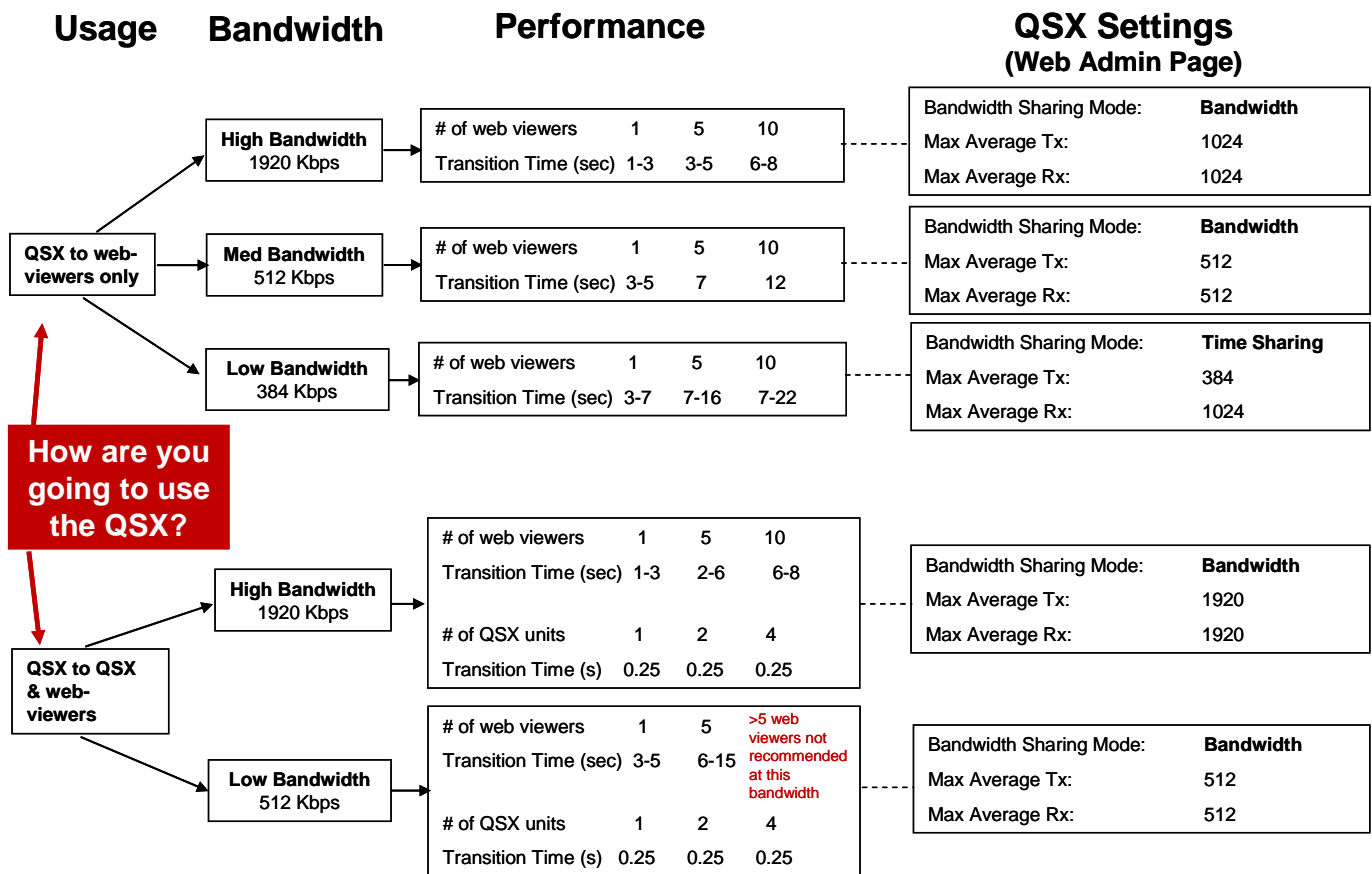 Usage Bandwidth Performance QSX Settings
(Web Admin Page)
High Bandwidth
1920 Kbps
# of web viewers 1 5 10
Transition Time (sec) 1-3 3-5 6-8
Bandwidth Sharing Mode: Bandwidth
Max Average Tx: 1024
Max Average Rx: 1024
QSX to web-
viewers only
Med Bandwidth
512 Kbps
# of web viewers 1 5 10
Transition Time (sec) 3-5 7 12
Bandwidth Sharing Mode: Bandwidth
Max Average Tx: 512
Max Average Rx: 512
Low Bandwidth
384 Kbps
# of web viewers 1 5 10
Transition Time (sec) 3-7 7-16 7-22
Bandwidth Sharing Mode: Time Sharing
Max Average Tx: 384
Max Average Rx: 1024
How are you
going to use
the QSX?
High Bandwidth
1920 Kbps
# of web viewers 1 5 10
Transition Time (sec) 1-3 2-6 6-8
# of QSX units 1 2 4
Transition Time (s) 0.25 0.25 0.25
Bandwidth Sharing Mode: Bandwidth
Max Average Tx: 1920
Max Average Rx: 1920
QSX to QSX
& web-
viewers
Low Bandwidth
512 Kbps
# of web viewers 1 5
Transition Time (sec) 3-5 6-15
>5 web
viewers not
recommended
at this
bandwidth
# of QSX units 1 2 4
Transition Time (s) 0.25 0.25 0.25
Bandwidth Sharing Mode: Bandwidth
Max Average Tx: 512
Max Average Rx: 512